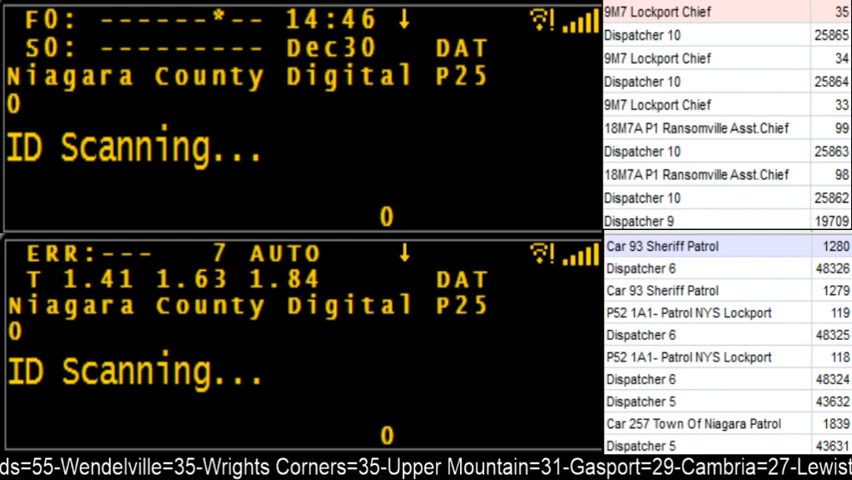 F0: ------*-- 14:46 ↓
S0: --------- Dec30 DAT
Niagara County Digital P25
0
ID Scanning...
0
9M7 Lockport Chief 35
Dispatcher 10 25865
9M7 Lockport Chief 34
Dispatcher 10 25864
9M7 Lockport Chief 33
18M7A P1 Ransomville Asst.Chief 99
Dispatcher 10 25863
18M7A P1 Ransomville Asst.Chief 98
Dispatcher 10 25862
Dispatcher 9 19709
ERR:--- 7 AUTO ↓
T 1.41 1.63 1.84 DAT
Niagara County Digital P25
0
ID Scanning...
0
Car 93 Sheriff Patrol 1280
Dispatcher 6 48326
Car 93 Sheriff Patrol 1279
P52 1A1- Patrol NYS Lockport 119
Dispatcher 6 48325
P52 1A1- Patrol NYS Lockport 118
Dispatcher 6 48324
Dispatcher 5 43632
Car 257 Town Of Niagara Patrol 1839
Dispatcher 5 43631
ds=55-Wendelville=35-Wrights Corners=35-Upper Mountain=31-Gasport=29-Cambria=27-Lewist